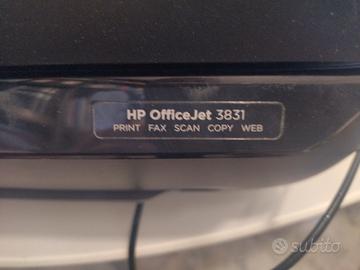 HP OfficeJet 3831
PRINT FAX SCAN COPY WEB
subito